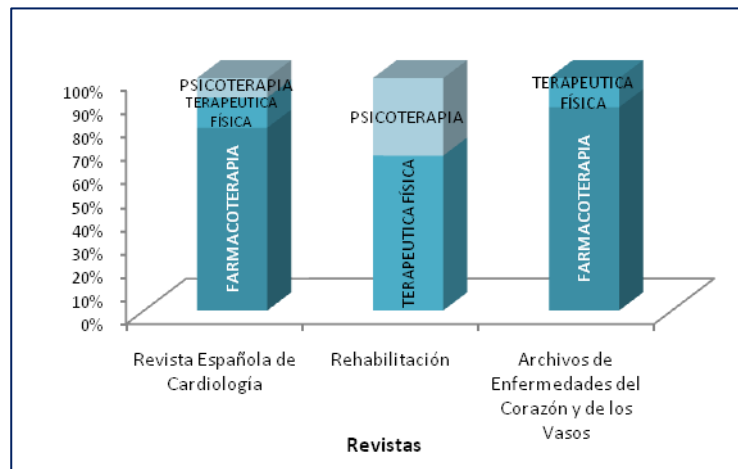 100%
90%
80%
70%
60%
50%
40%
30%
20%
10%
0%
PSICOTERAPIA
TERAPEUTICA
FÍSICA
FARMACOTERAPIA
PSICOTERAPIA
TERAPEUTICA FÍSICA
TERAPEUTICA
FÍSICA
FARMACOTERAPIA
Revista Española de
Cardiología
Rehabilitación
Archivos de
Enfermedades del
Corazón y de los
Vasos
Revistas